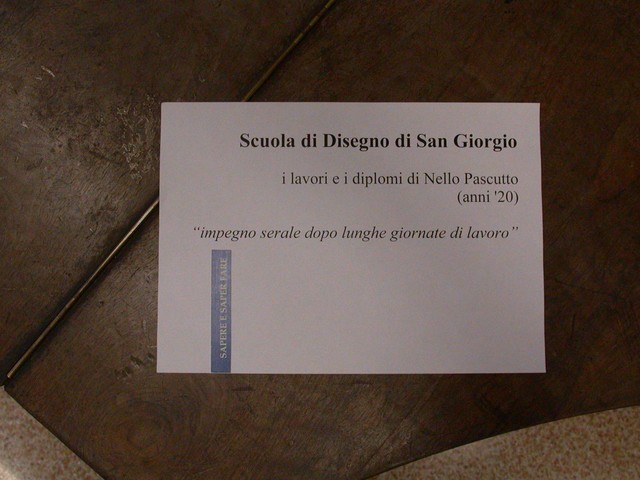 Scuola di Disegno di San Giorgio
i lavori e i diplomi di Nello Pascutto
(anni '20)
“impegno serale dopo lunghe giornate di lavoro”
SAPERE E SAPER FARE